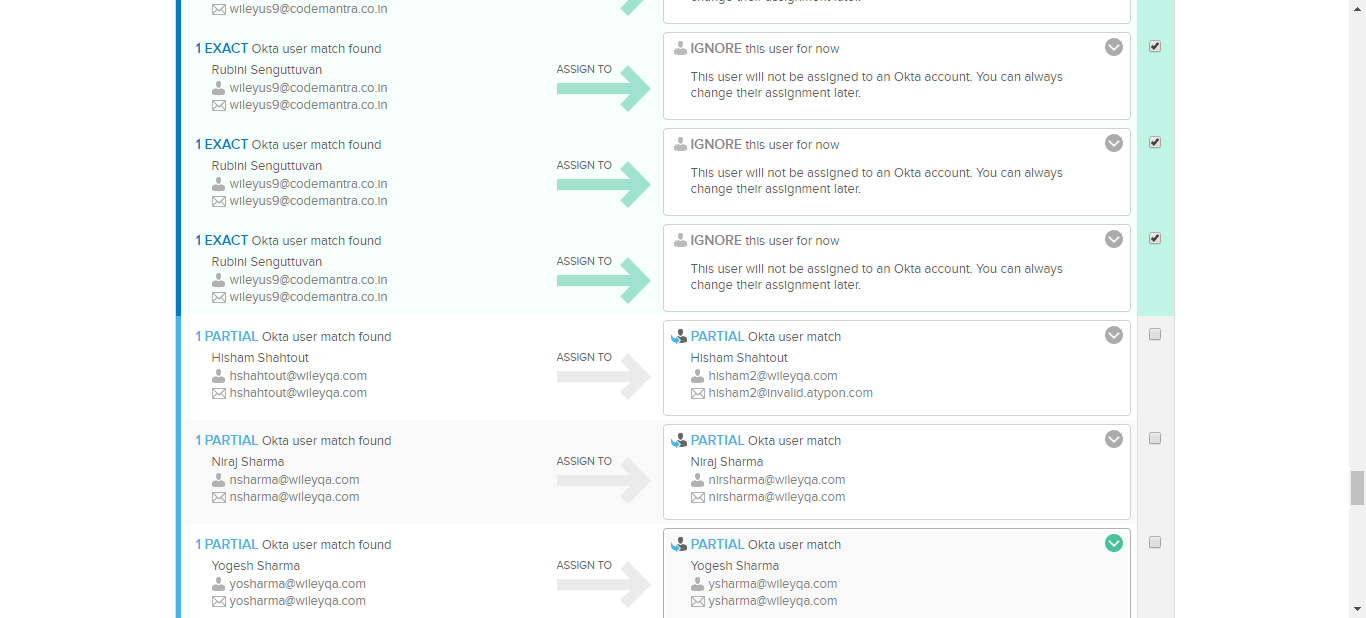 wileyus9@codemantra.co.in
change their assignment later.
1 EXACT Okta user match found
Rubini Senguttuvan
wileyus9@codemantra.co.in
wileyus9@codemantra.co.in
ASSIGN TO
IGNORE this user for now
This user will not be assigned to an Okta account. You can always
change their assignment later.
1 EXACT Okta user match found
Rubini Senguttuvan
wileyus9@codemantra.co.in
wileyus9@codemantra.co.in
ASSIGN TO
IGNORE this user for now
This user will not be assigned to an Okta account. You can always
change their assignment later.
1 EXACT Okta user match found
Rubini Senguttuvan
wileyus9@codemantra.co.in
wileyus9@codemantra.co.in
ASSIGN TO
IGNORE this user for now
This user will not be assigned to an Okta account. You can always
change their assignment later.
1 PARTIAL Okta user match found
Hisham Shahtout
hshahtout@wileyqa.com
hshahtout@wileyqa.com
ASSIGN TO
PARTIAL Okta user match
Hisham Shahtout
hisham2@wileyqa.com
hisham2@invalid.atypon.com
1 PARTIAL Okta user match found
Niraj Sharma
nsharma@wileyqa.com
nsharma@wileyqa.com
ASSIGN TO
PARTIAL Okta user match
Niraj Sharma
nirsharma@wileyqa.com
nirsharma@wileyqa.com
1 PARTIAL Okta user match found
Yogesh Sharma
yosharma@wileyqa.com
yosharma@wileyqa.com
ASSIGN TO
PARTIAL Okta user match
Yogesh Sharma
ysharma@wileyqa.com
ysharma@wileyqa.com